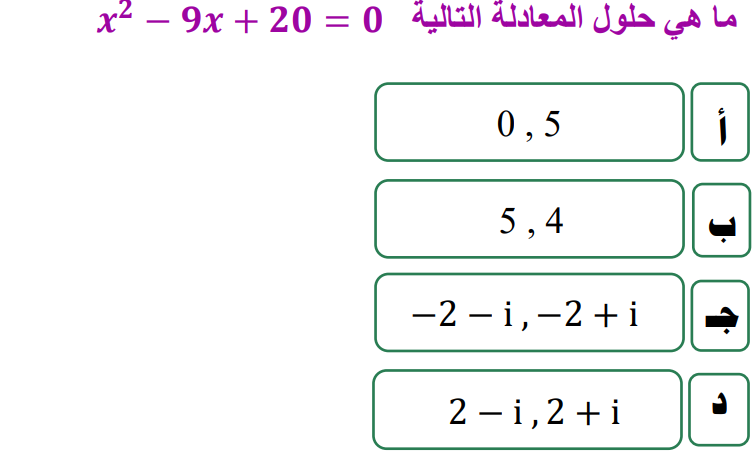 ما هي حلول المعادلة التالية x² − 9x + 20 = 0
أ 0 , 5
ب 5 , 4
جـ −2 − i , −2 + i
د 2 − i , 2 + i